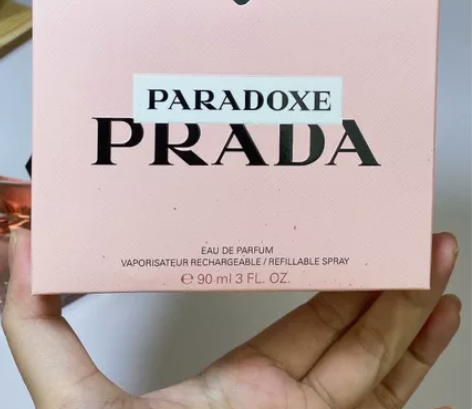 PARADOXE
PRADA
EAU DE PARFUM
VAPORISATEUR RECHARGEABLE / REFILLABLE SPRAY
℮ 90 ml 3 FL. OZ.